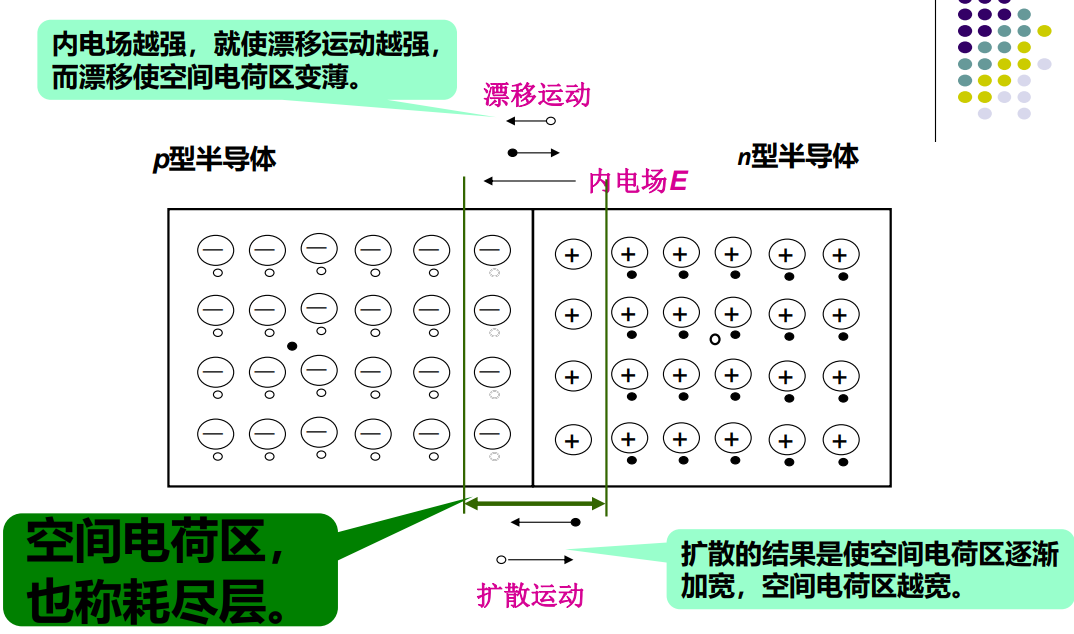 内电场越强，就使漂移运动越强，
而漂移使空间电荷区变薄。
漂移运动
p型半导体
n型半导体
内电场E
－ － － － － － + + + + + +
－ － － － － － + + + + + +
－ － － － － － + + + + + +
－ － － － － － + + + + + +
空间电荷区，
也称耗尽层。
扩散运动
扩散的结果是使空间电荷区逐渐
加宽，空间电荷区越宽。